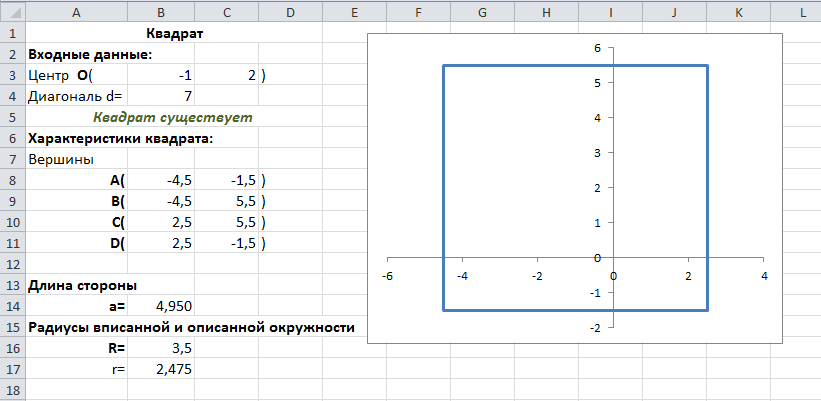 A B C D E F G H I J K L
1 Квадрат
2 Входные данные:
3 Центр O( -1 2 )
4 Диагональ d= 7
5 Квадрат существует
6 Характеристики квадрата:
7 Вершины
8 A( -4,5 -1,5 )
9 B( -4,5 5,5 )
10 C( 2,5 5,5 )
11 D( 2,5 -1,5 )
12
13 Длина стороны
14 a= 4,950
15 Радиусы вписанной и описанной окружности
16 R= 3,5
17 r= 2,475
18
6
5
4
3
2
1
0
-1
-2
-6 -4 -2 0 2 4